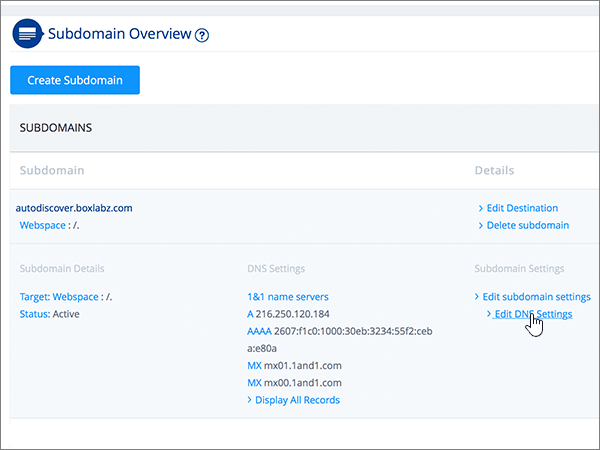 Subdomain Overview ?
Create Subdomain
SUBDOMAINS
Subdomain Details
autodiscover.boxlabz.com
Webspace : /.
> Edit Destination
> Delete subdomain
Subdomain Details
Target: Webspace : /.
Status: Active
DNS Settings
1&1 name servers
A 216.250.120.184
AAAA 2607:f1c0:1000:30eb:3234:55f2:ceb
a:e80a
MX mx01.1and1.com
MX mx00.1and1.com
> Display All Records
Subdomain Settings
> Edit subdomain settings
> Edit DNS Settings